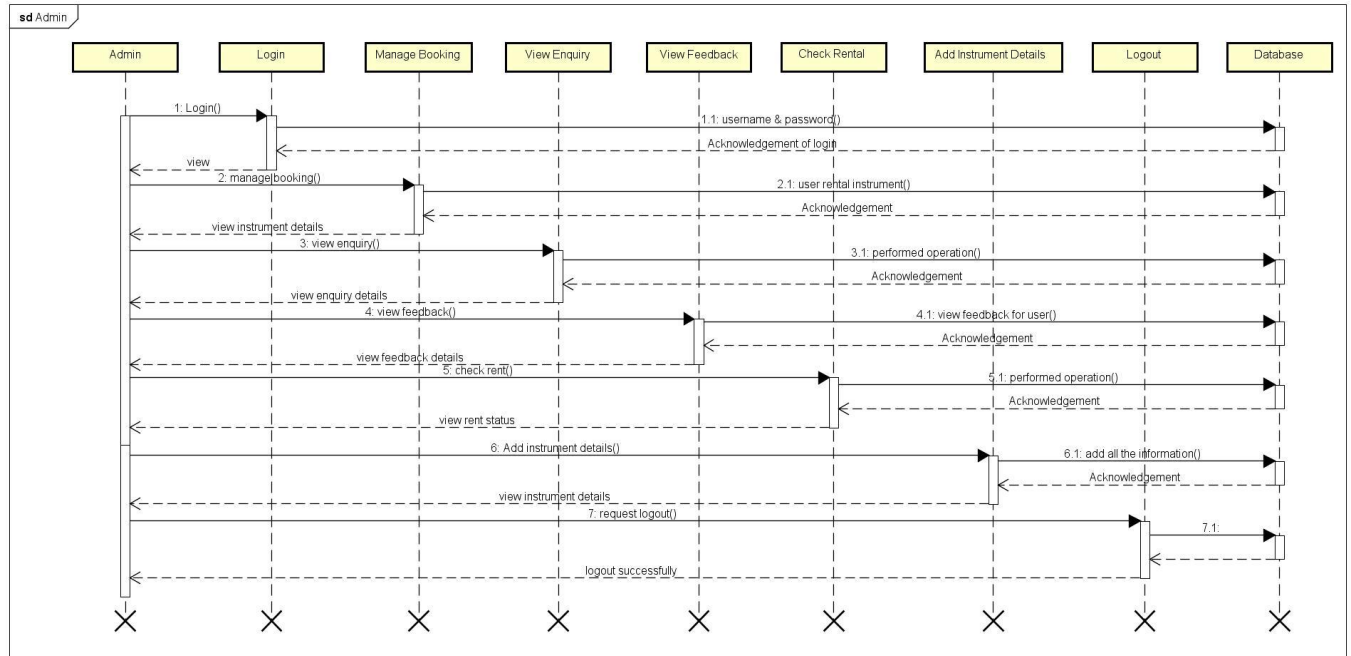 sd Admin
Admin
Login
Manage Booking
View Enquiry
View Feedback
Check Rental
Add Instrument Details
Logout
Database
1: Login()
1.1: username & password()
Acknowledgement of login
view
2: manage booking()
2.1: user rental instrument()
Acknowledgement
view instrument details
3: view enquiry()
3.1: performed operation()
Acknowledgement
view enquiry details
4: view feedback()
4.1: view feedback for user()
Acknowledgement
view feedback details
5: check rent()
5.1: performed operation()
Acknowledgement
view rent status
6: Add instrument details()
6.1: add all the information()
Acknowledgement
view instrument details
7: request logout()
7.1:
logout successfully